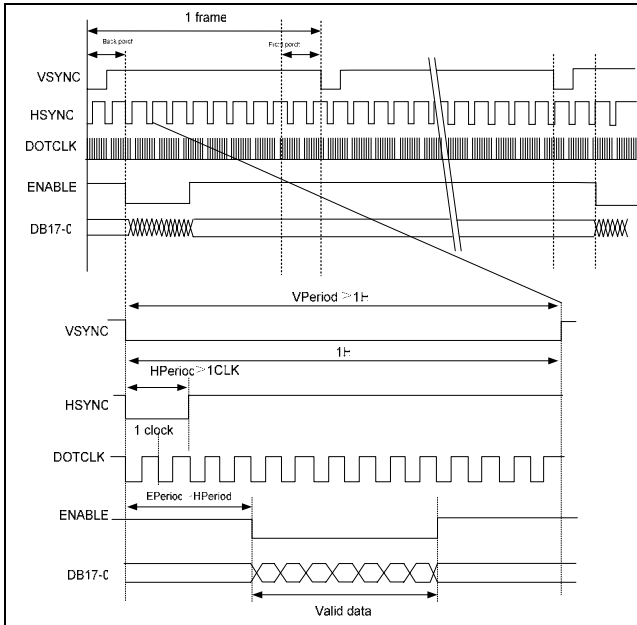 1 frame
Back porch
Front porch
VSYNC
HSYNC
DOTCLK
ENABLE
DB17-0
VPeriod > 1H
VSYNC
1H
HPeriod > 1CLK
HSYNC
1 clock
DOTCLK
EPeriod HPeriod
ENABLE
DB17-0
Valid data